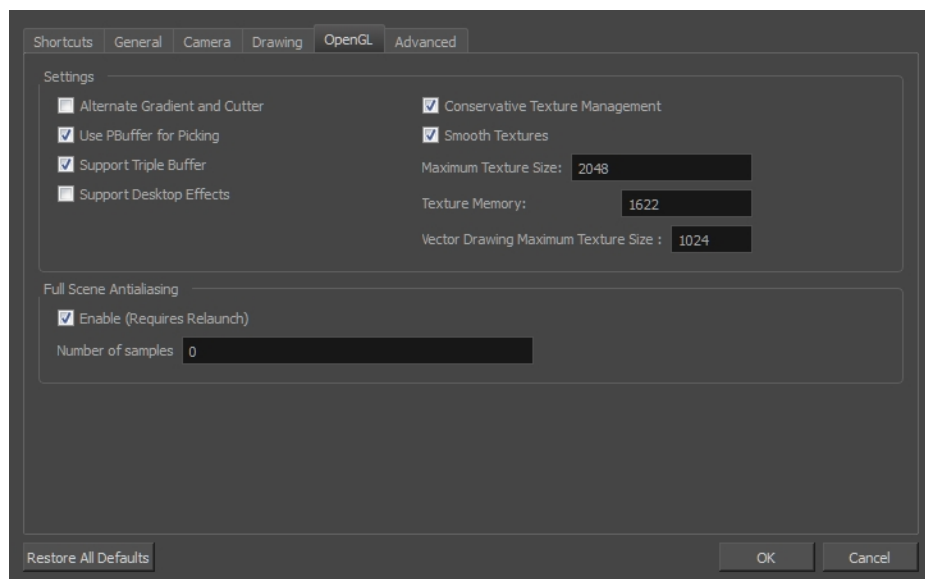 Shortcuts General Camera Drawing OpenGL Advanced
Settings
Alternate Gradient and Cutter
Use PBuffer for Picking
Support Triple Buffer
Support Desktop Effects
Conservative Texture Management
Smooth Textures
Maximum Texture Size: 2048
Texture Memory: 1622
Vector Drawing Maximum Texture Size : 1024
Full Scene Antialiasing
Enable (Requires Relaunch)
Number of samples 0
Restore All Defaults OK Cancel